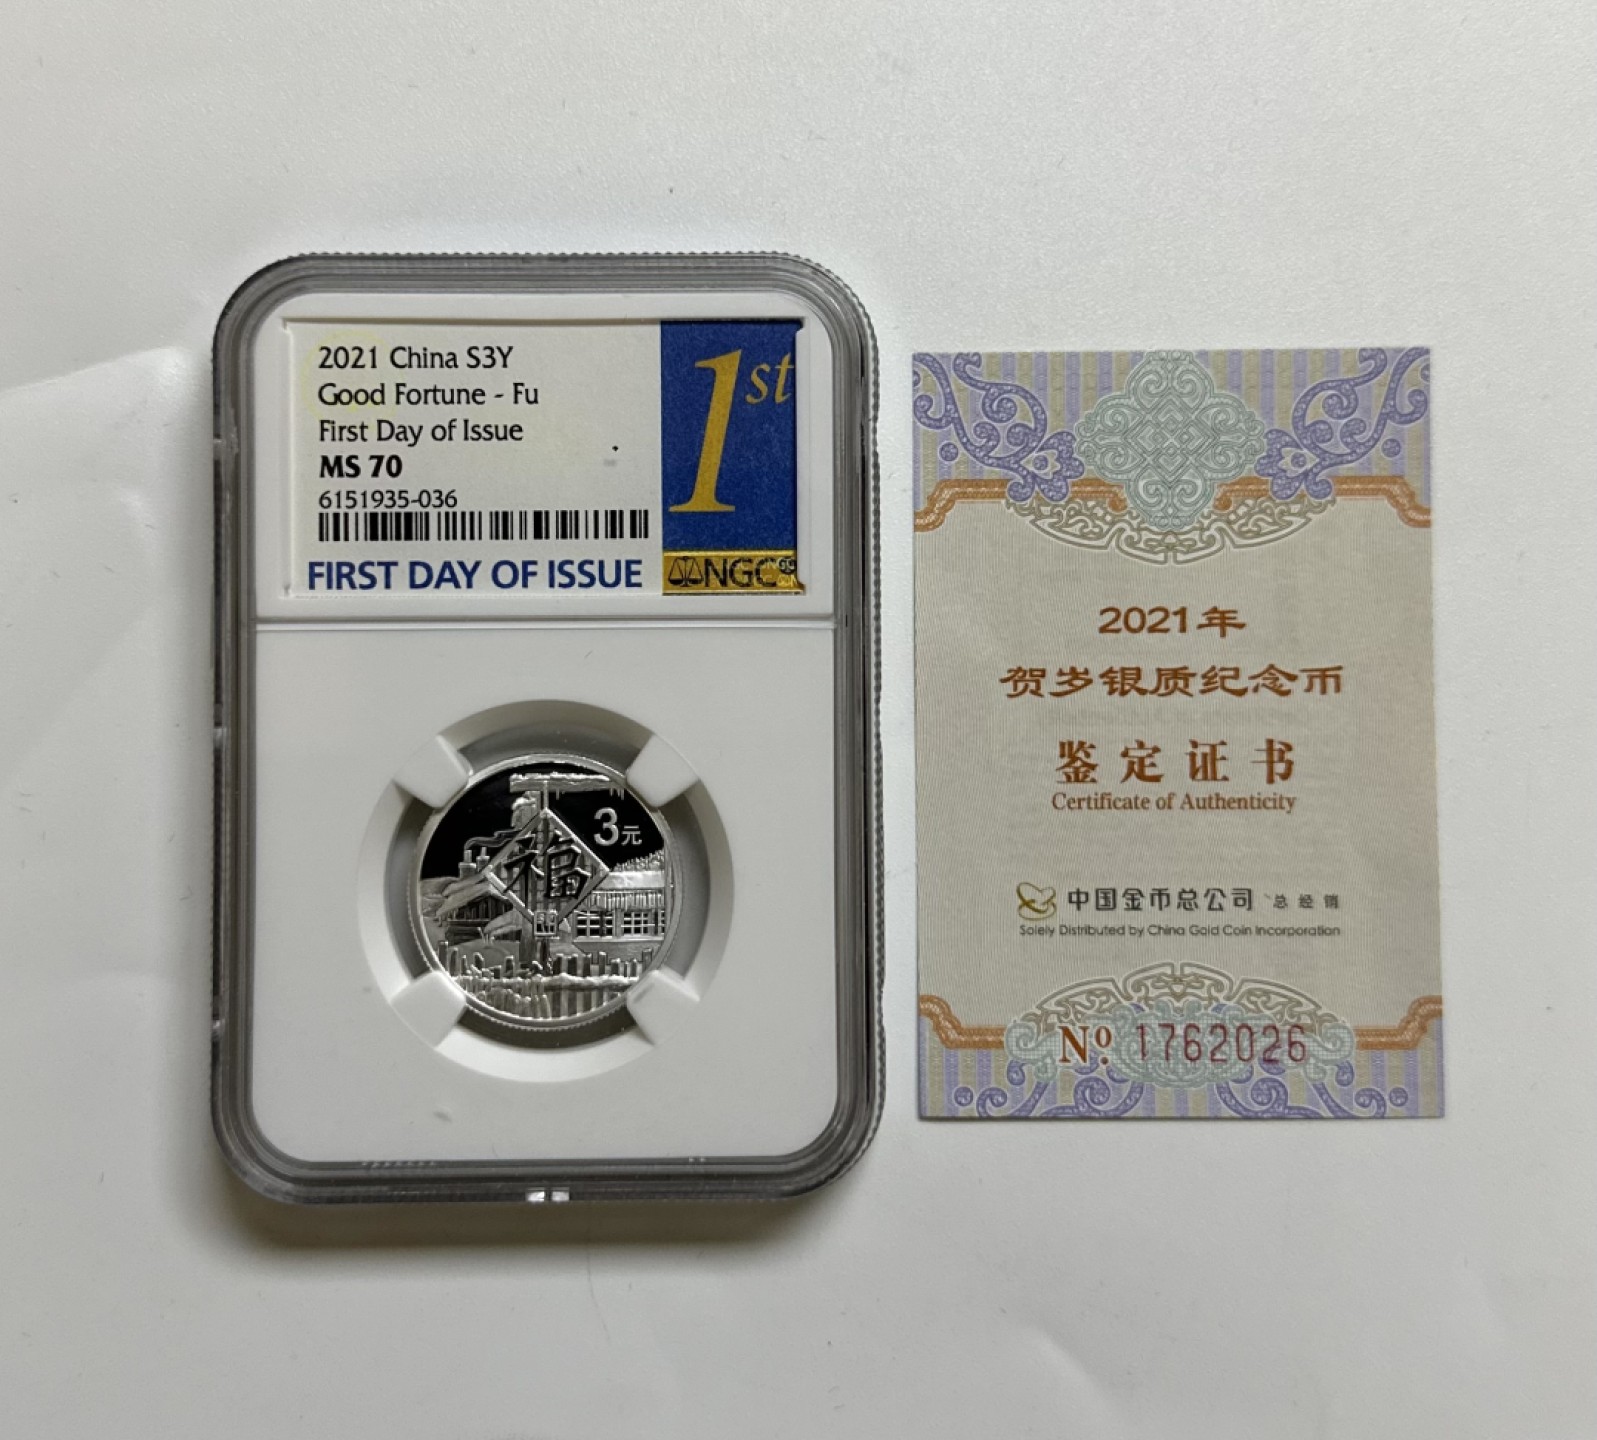 2021 China S3Y
Good Fortune - Fu
First Day of Issue
MS 70
6151935-036
FIRST DAY OF ISSUE
1st
NGC
3元
福
2021年
贺岁银质纪念币
鉴定证书
Certificate of Authenticity
中国金币总公司 总经销
Solely Distributed by China Gold Coin Incorporation
Nº 1762026